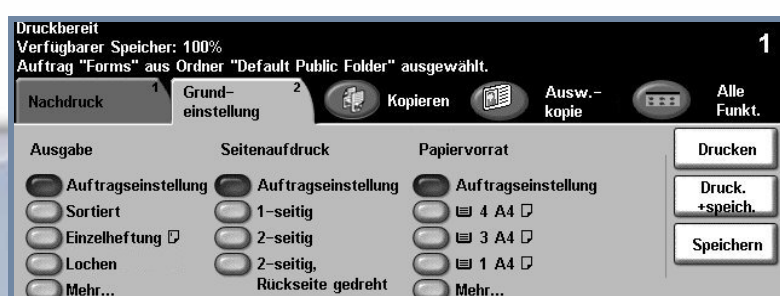 Druckbereit
Verfügbarer Speicher: 100%
1
Auftrag "Forms" aus Ordner "Default Public Folder" ausgewählt.
Nachdruck 1
Grund-
einstellung 2
Kopieren
Ausw.-
kopie
Alle
Funkt.
Ausgabe
Seitenaufdruck
Papiervorrat
Drucken
Auftragseinstellung
Auftragseinstellung
Auftragseinstellung
Druck.
+speich.
Sortiert
1-seitig
4 A4
Einzelheftung
2-seitig
3 A4
Speichern
Lochen
2-seitig,
Rückseite gedreht
1 A4
Mehr...
Mehr...